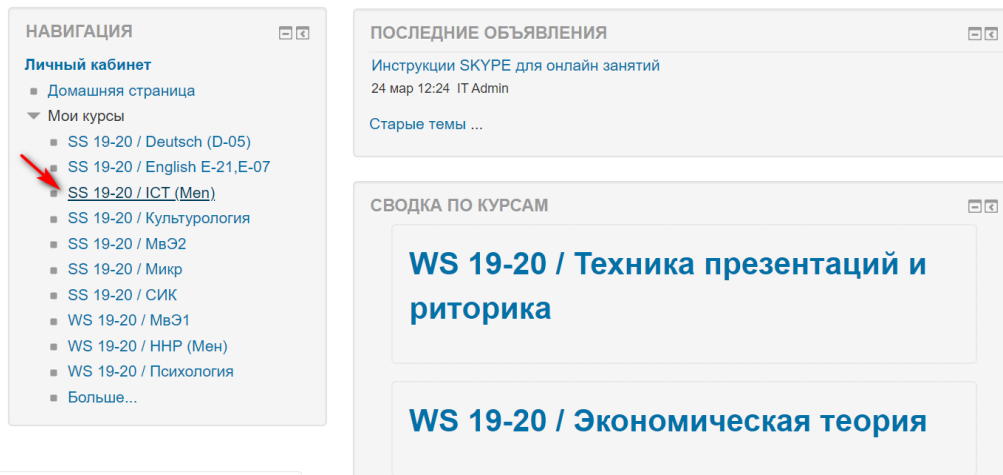 НАВИГАЦИЯ
Личный кабинет
Домашняя страница
Мои курсы
SS 19-20 / Deutsch (D-05)
SS 19-20 / English E-21,E-07
SS 19-20 / ICT (Men)
SS 19-20 / Культурология
SS 19-20 / МвЭ2
SS 19-20 / Микр
SS 19-20 / СИК
WS 19-20 / МвЭ1
WS 19-20 / ННР (Мен)
WS 19-20 / Психология
Больше...
ПОСЛЕДНИЕ ОБЪЯВЛЕНИЯ
Инструкции SKYPE для онлайн занятий
24 мар 12:24 IT Admin
Старые темы ...
СВОДКА ПО КУРСАМ
WS 19-20 / Техника презентаций и
риторика
WS 19-20 / Экономическая теория